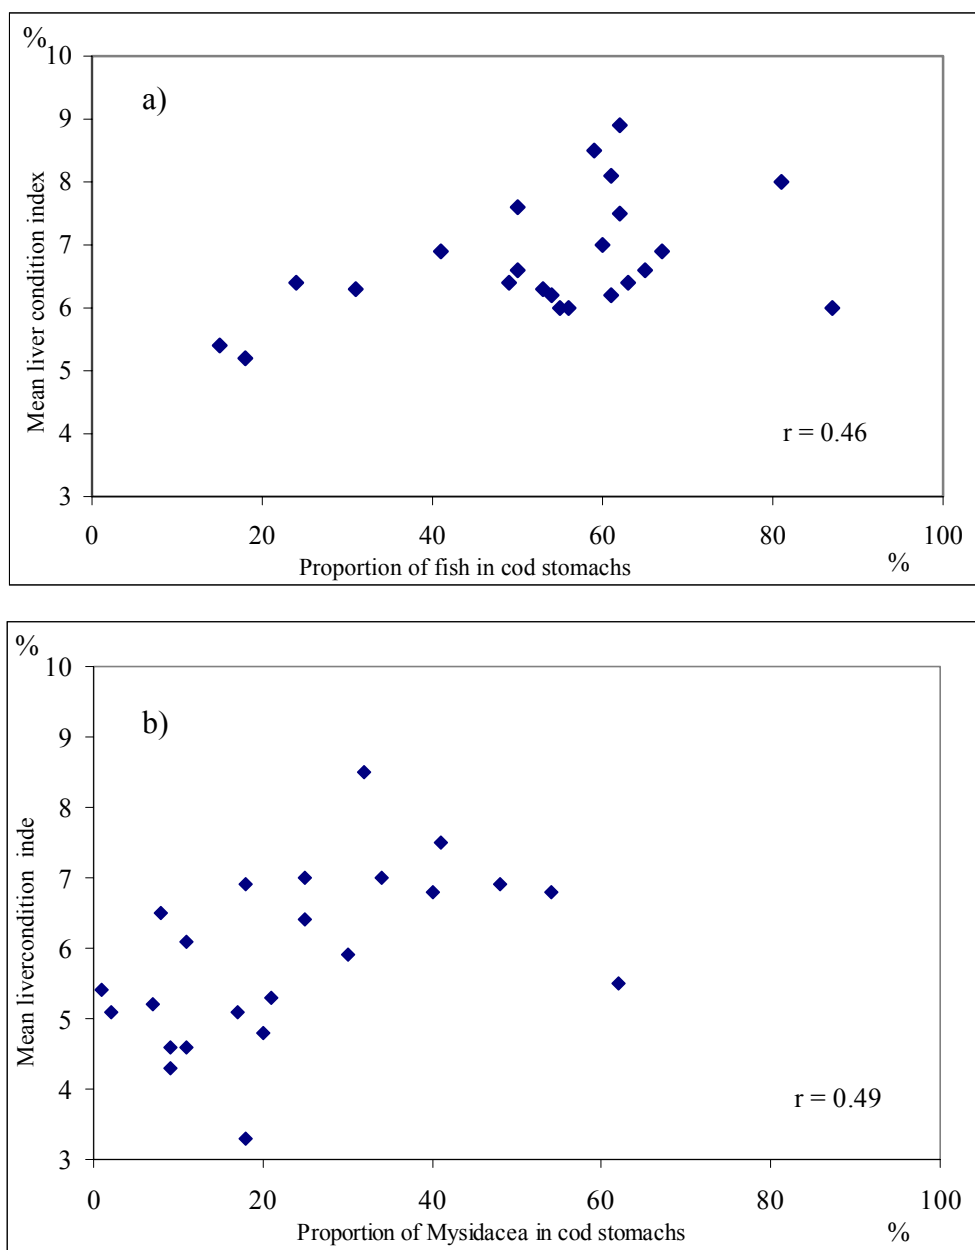 %
10
a)
9
8
7
6
5
4
3
Mean liver condition index
r = 0.46
0 20 40 60 80 100
Proportion of fish in cod stomachs %
%
10
b)
9
8
7
6
5
4
3
Mean livercondition inde
r = 0.49
0 20 40 60 80 100
Proportion of Mysidacea in cod stomachs %